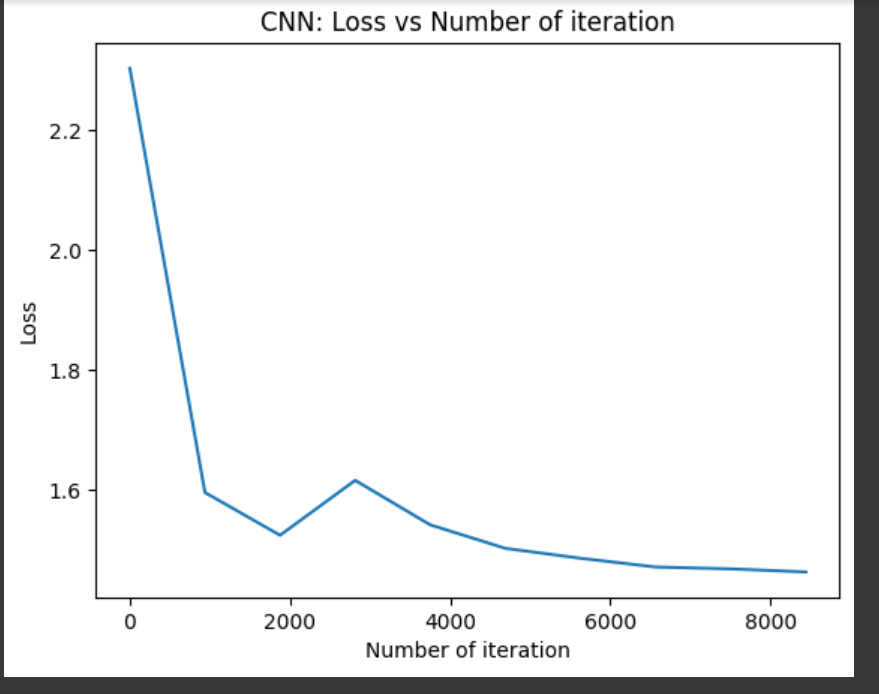 CNN: Loss vs Number of iteration
2.2
2.0
1.8
1.6
Loss
0 2000 4000 6000 8000
Number of iteration